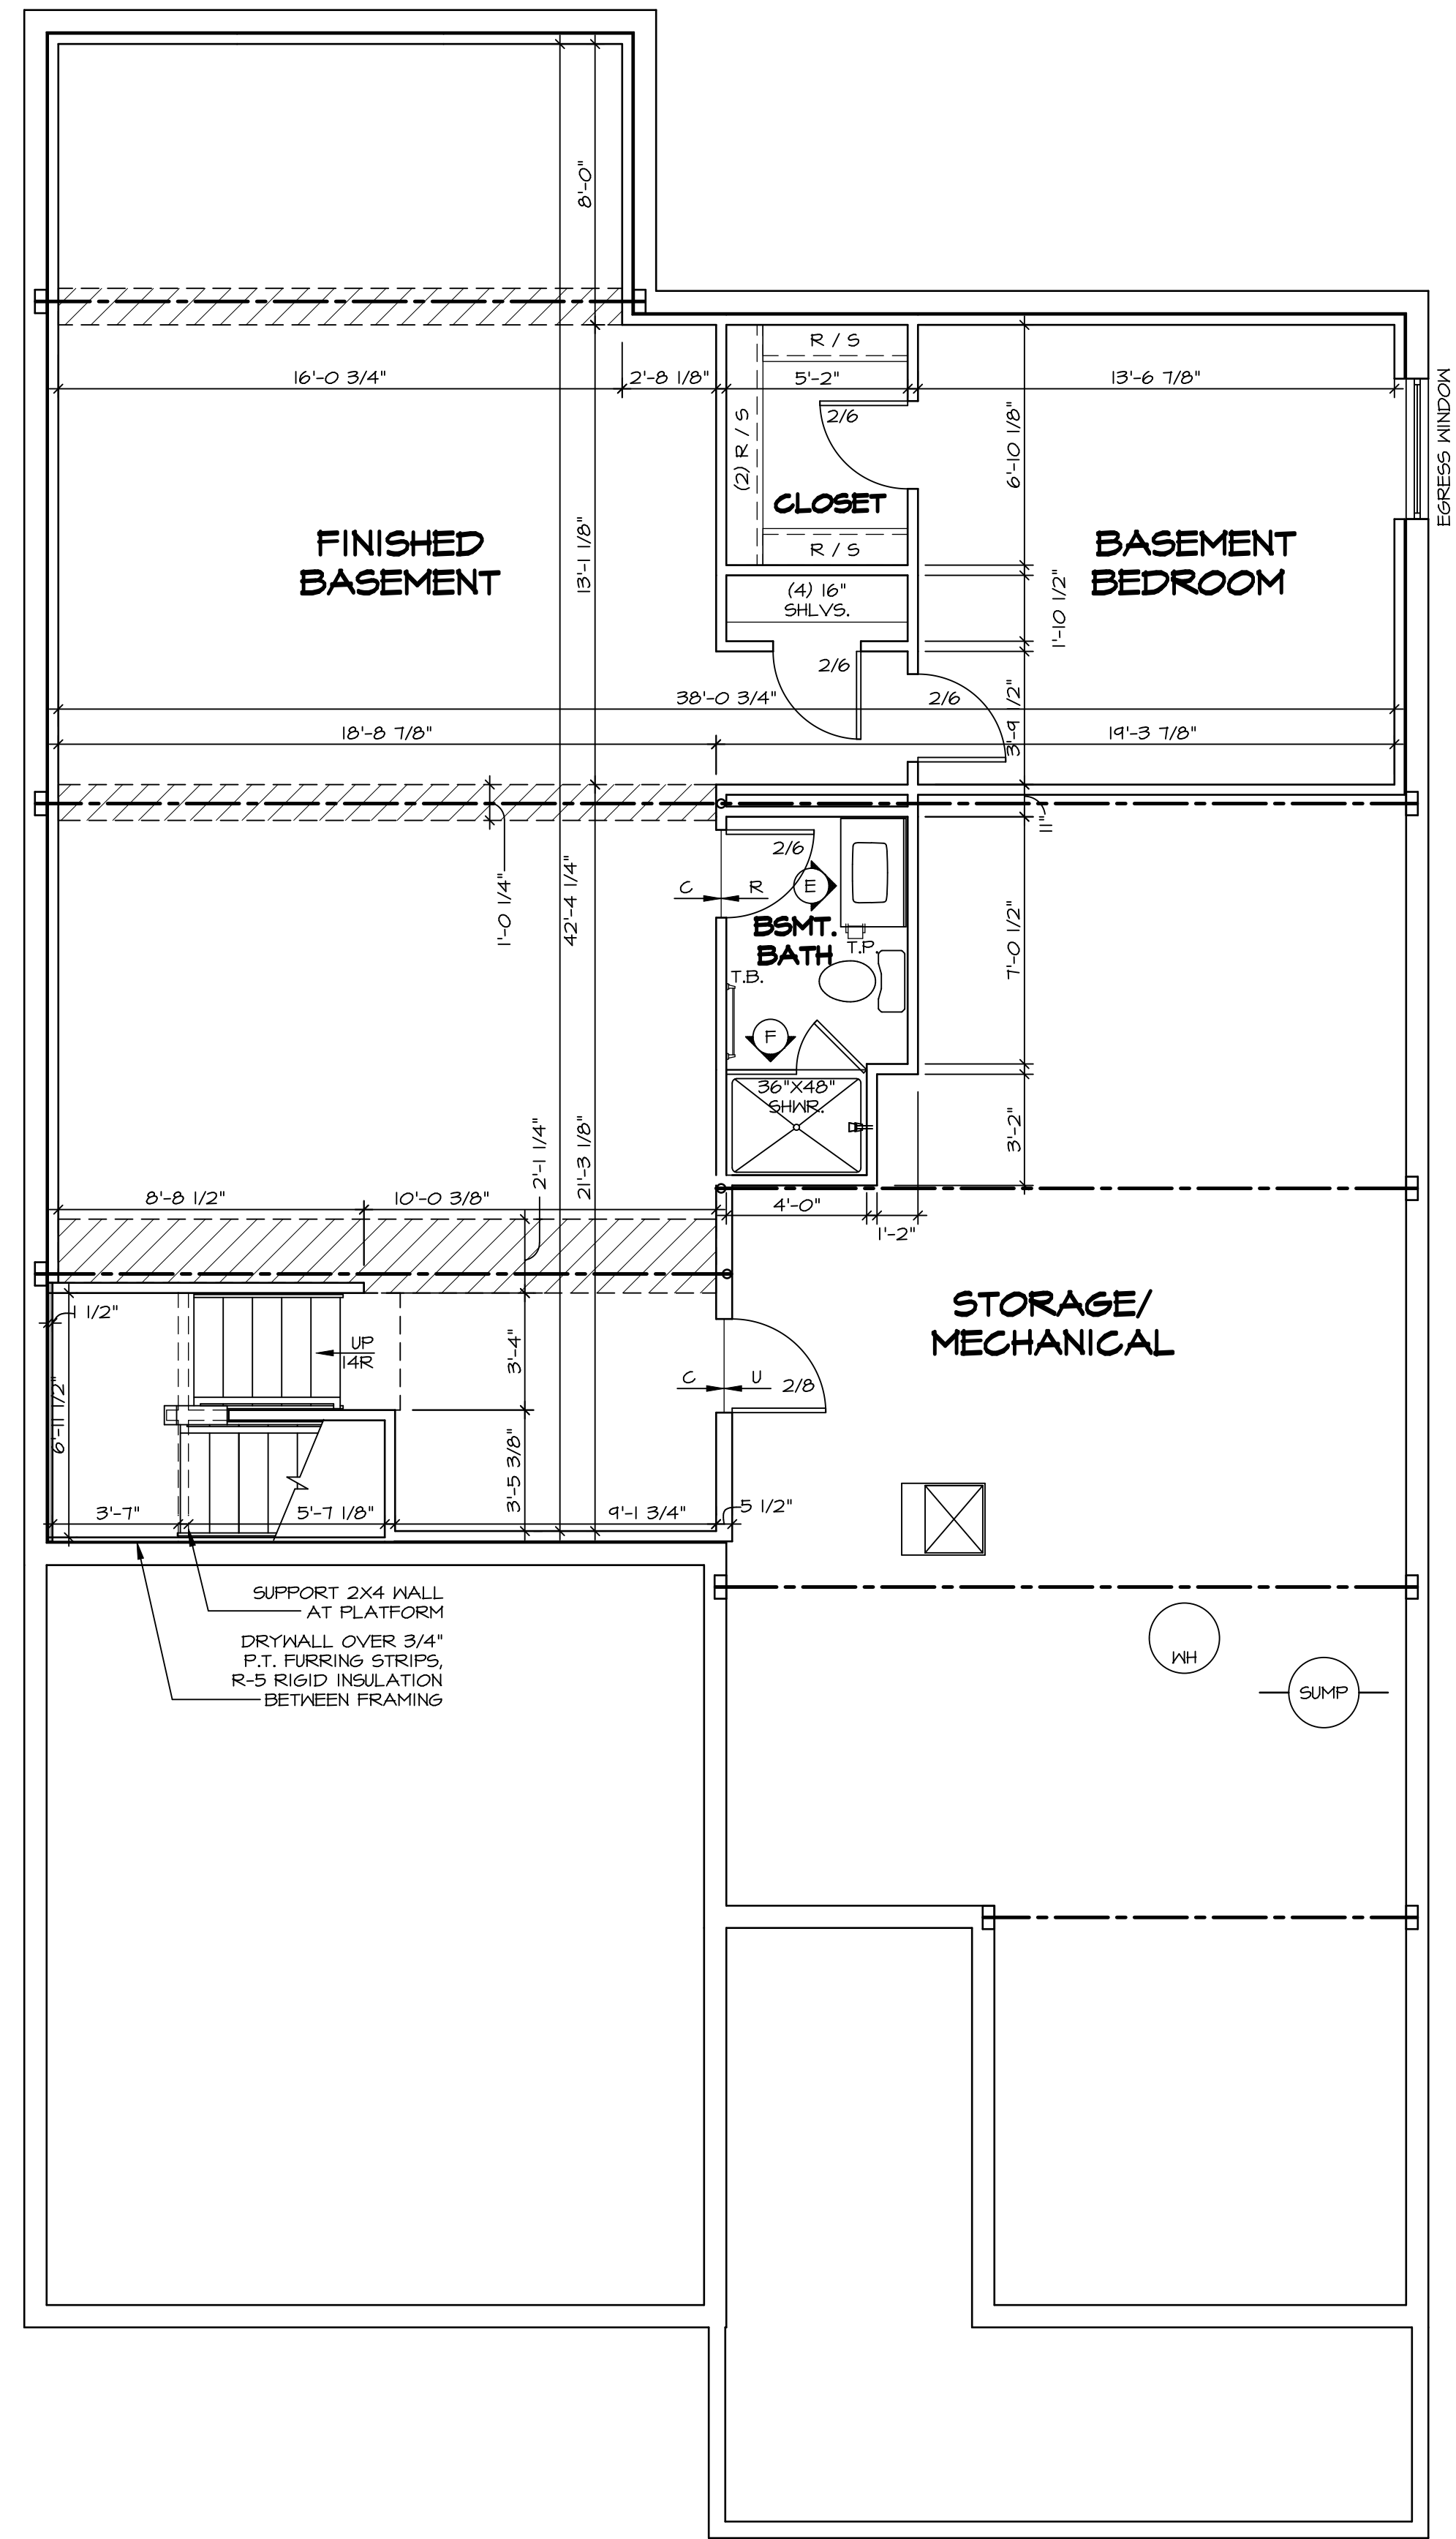 8'-0"
R / S
16'-0 3/4"
2'-8 1/8"
5'-2"
13'-6 7/8"
EGRESS WINDOW
2/6
(2) R / S
6'-10 1/8"
CLOSET
FINISHED
BASEMENT
13'-1 1/8"
R / S
BASEMENT
BEDROOM
(4) 16"
SHLVS.
1'-10 1/2"
2/6
38'-0 3/4"
2/6
3'-9 1/2"
18'-8 7/8"
19'-3 7/8"
11"
2/6
C
R
E
1'-0 1/4"
42'-4 1/4"
BSMT.
BATH
T.P.
7'-0 1/2"
T.B.
F
36"X48"
SHWR.
2'-1 1/4"
21'-3 1/8"
3'-2"
8'-8 1/2"
10'-0 3/8"
4'-0"
1'-2"
STORAGE/
MECHANICAL
1 1/2"
UP
14R
3'-4"
C
U
2/8
6'-11 1/2"
3'-5 3/8"
3'-7"
5'-7 1/8"
9'-1 3/4"
5 1/2"
SUPPORT 2X4 WALL
AT PLATFORM
DRYWALL OVER 3/4"
P.T. FURRING STRIPS,
R-5 RIGID INSULATION
BETWEEN FRAMING
WH
SUMP